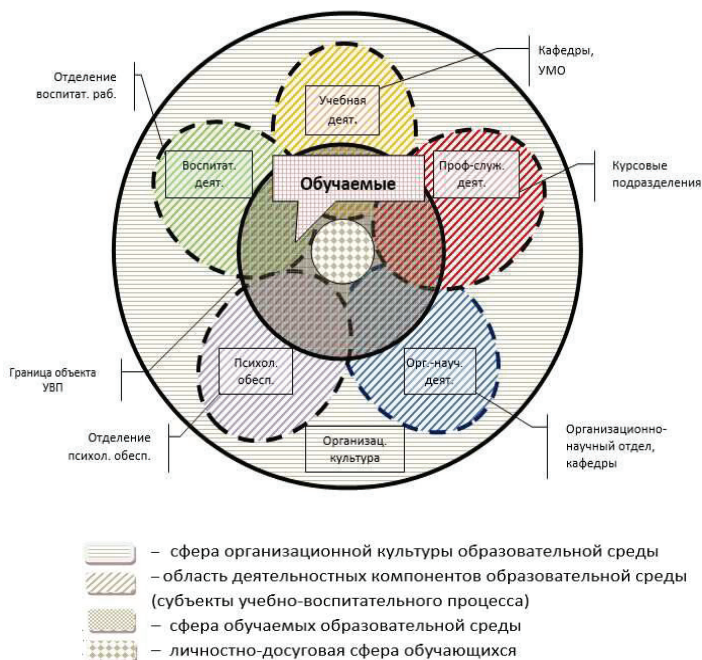 Кафедры,
УМО
Отделение
воспитат. раб.
Учебная
деят.
Воспитат.
деят.
Проф-служ.
деят.
Обучаемые
Курсовые
подразделения
Психол.
обесп.
Орг.-науч.
деят.
Граница объекта
УВП
Отделение
психол. обесп.
Организац.
культура
Организационно-
научный отдел,
кафедры
– сфера организационной культуры образовательной среды
– область деятельностных компонентов образовательной среды
(субъекты учебно-воспитательного процесса)
– сфера обучаемых образовательной среды
– личностно-досуговая сфера обучающихся